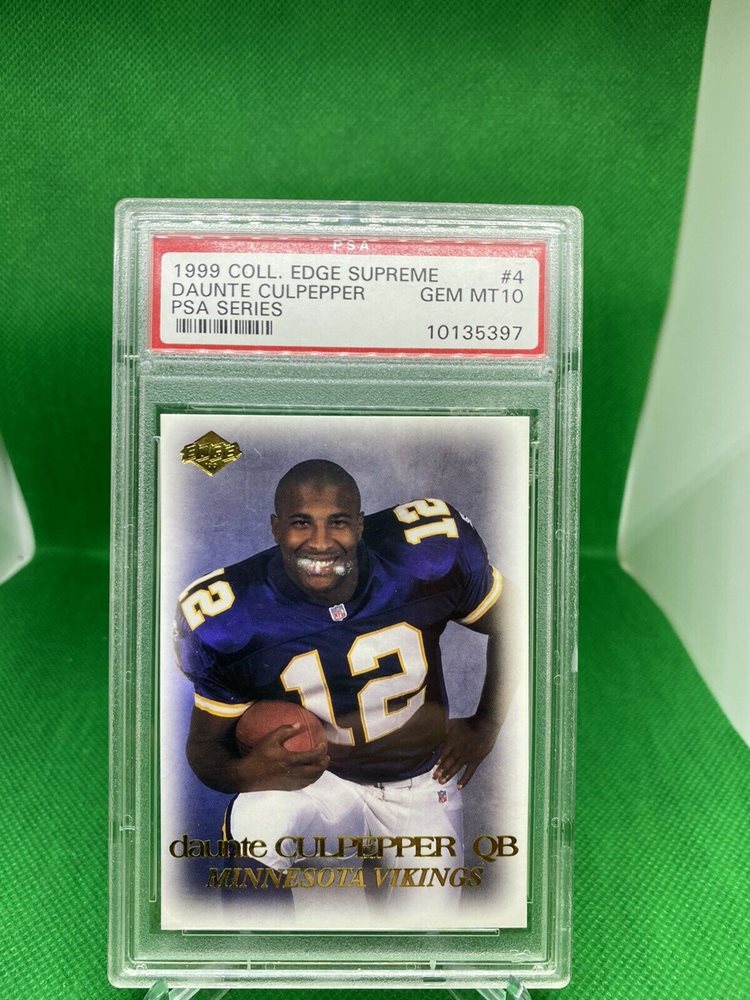 PSA
1999 COLL. EDGE SUPREME #4
DAUNTE CULPEPPER GEM MT10
PSA SERIES
10135397
EDGE
12
12
12
daunte CULPEPPER QB
MINNESOTA VIKINGS